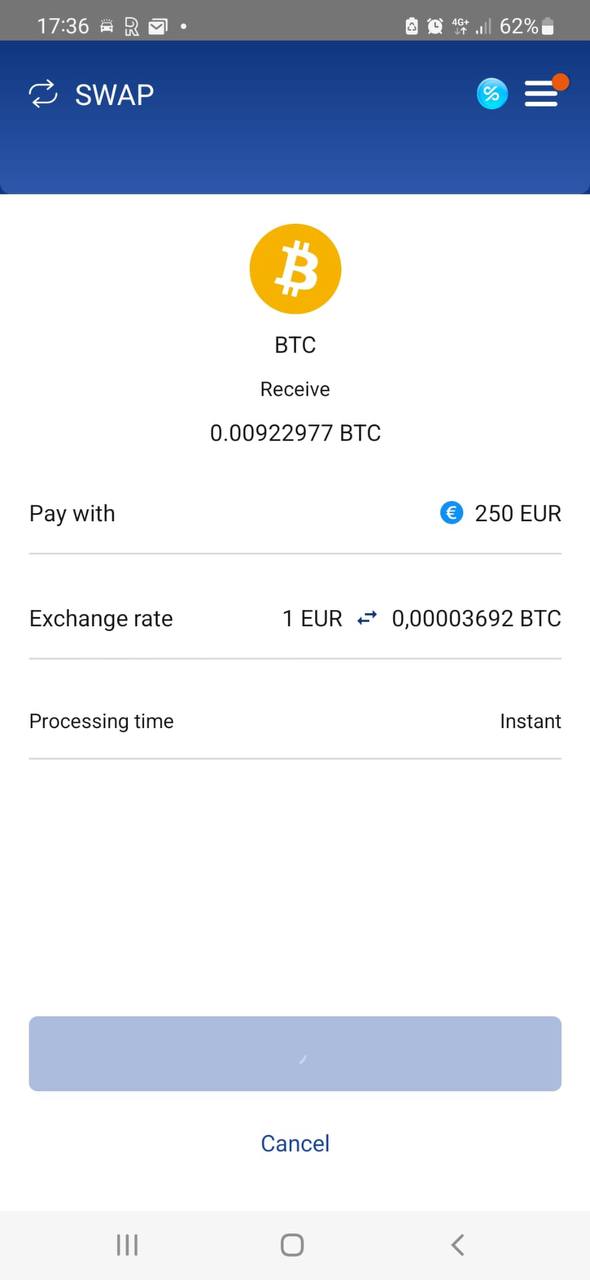 17:36 4G+ 62%
SWAP
BTC
Receive
0.00922977 BTC
Pay with € 250 EUR
Exchange rate 1 EUR 0,00003692 BTC
Processing time Instant
Cancel